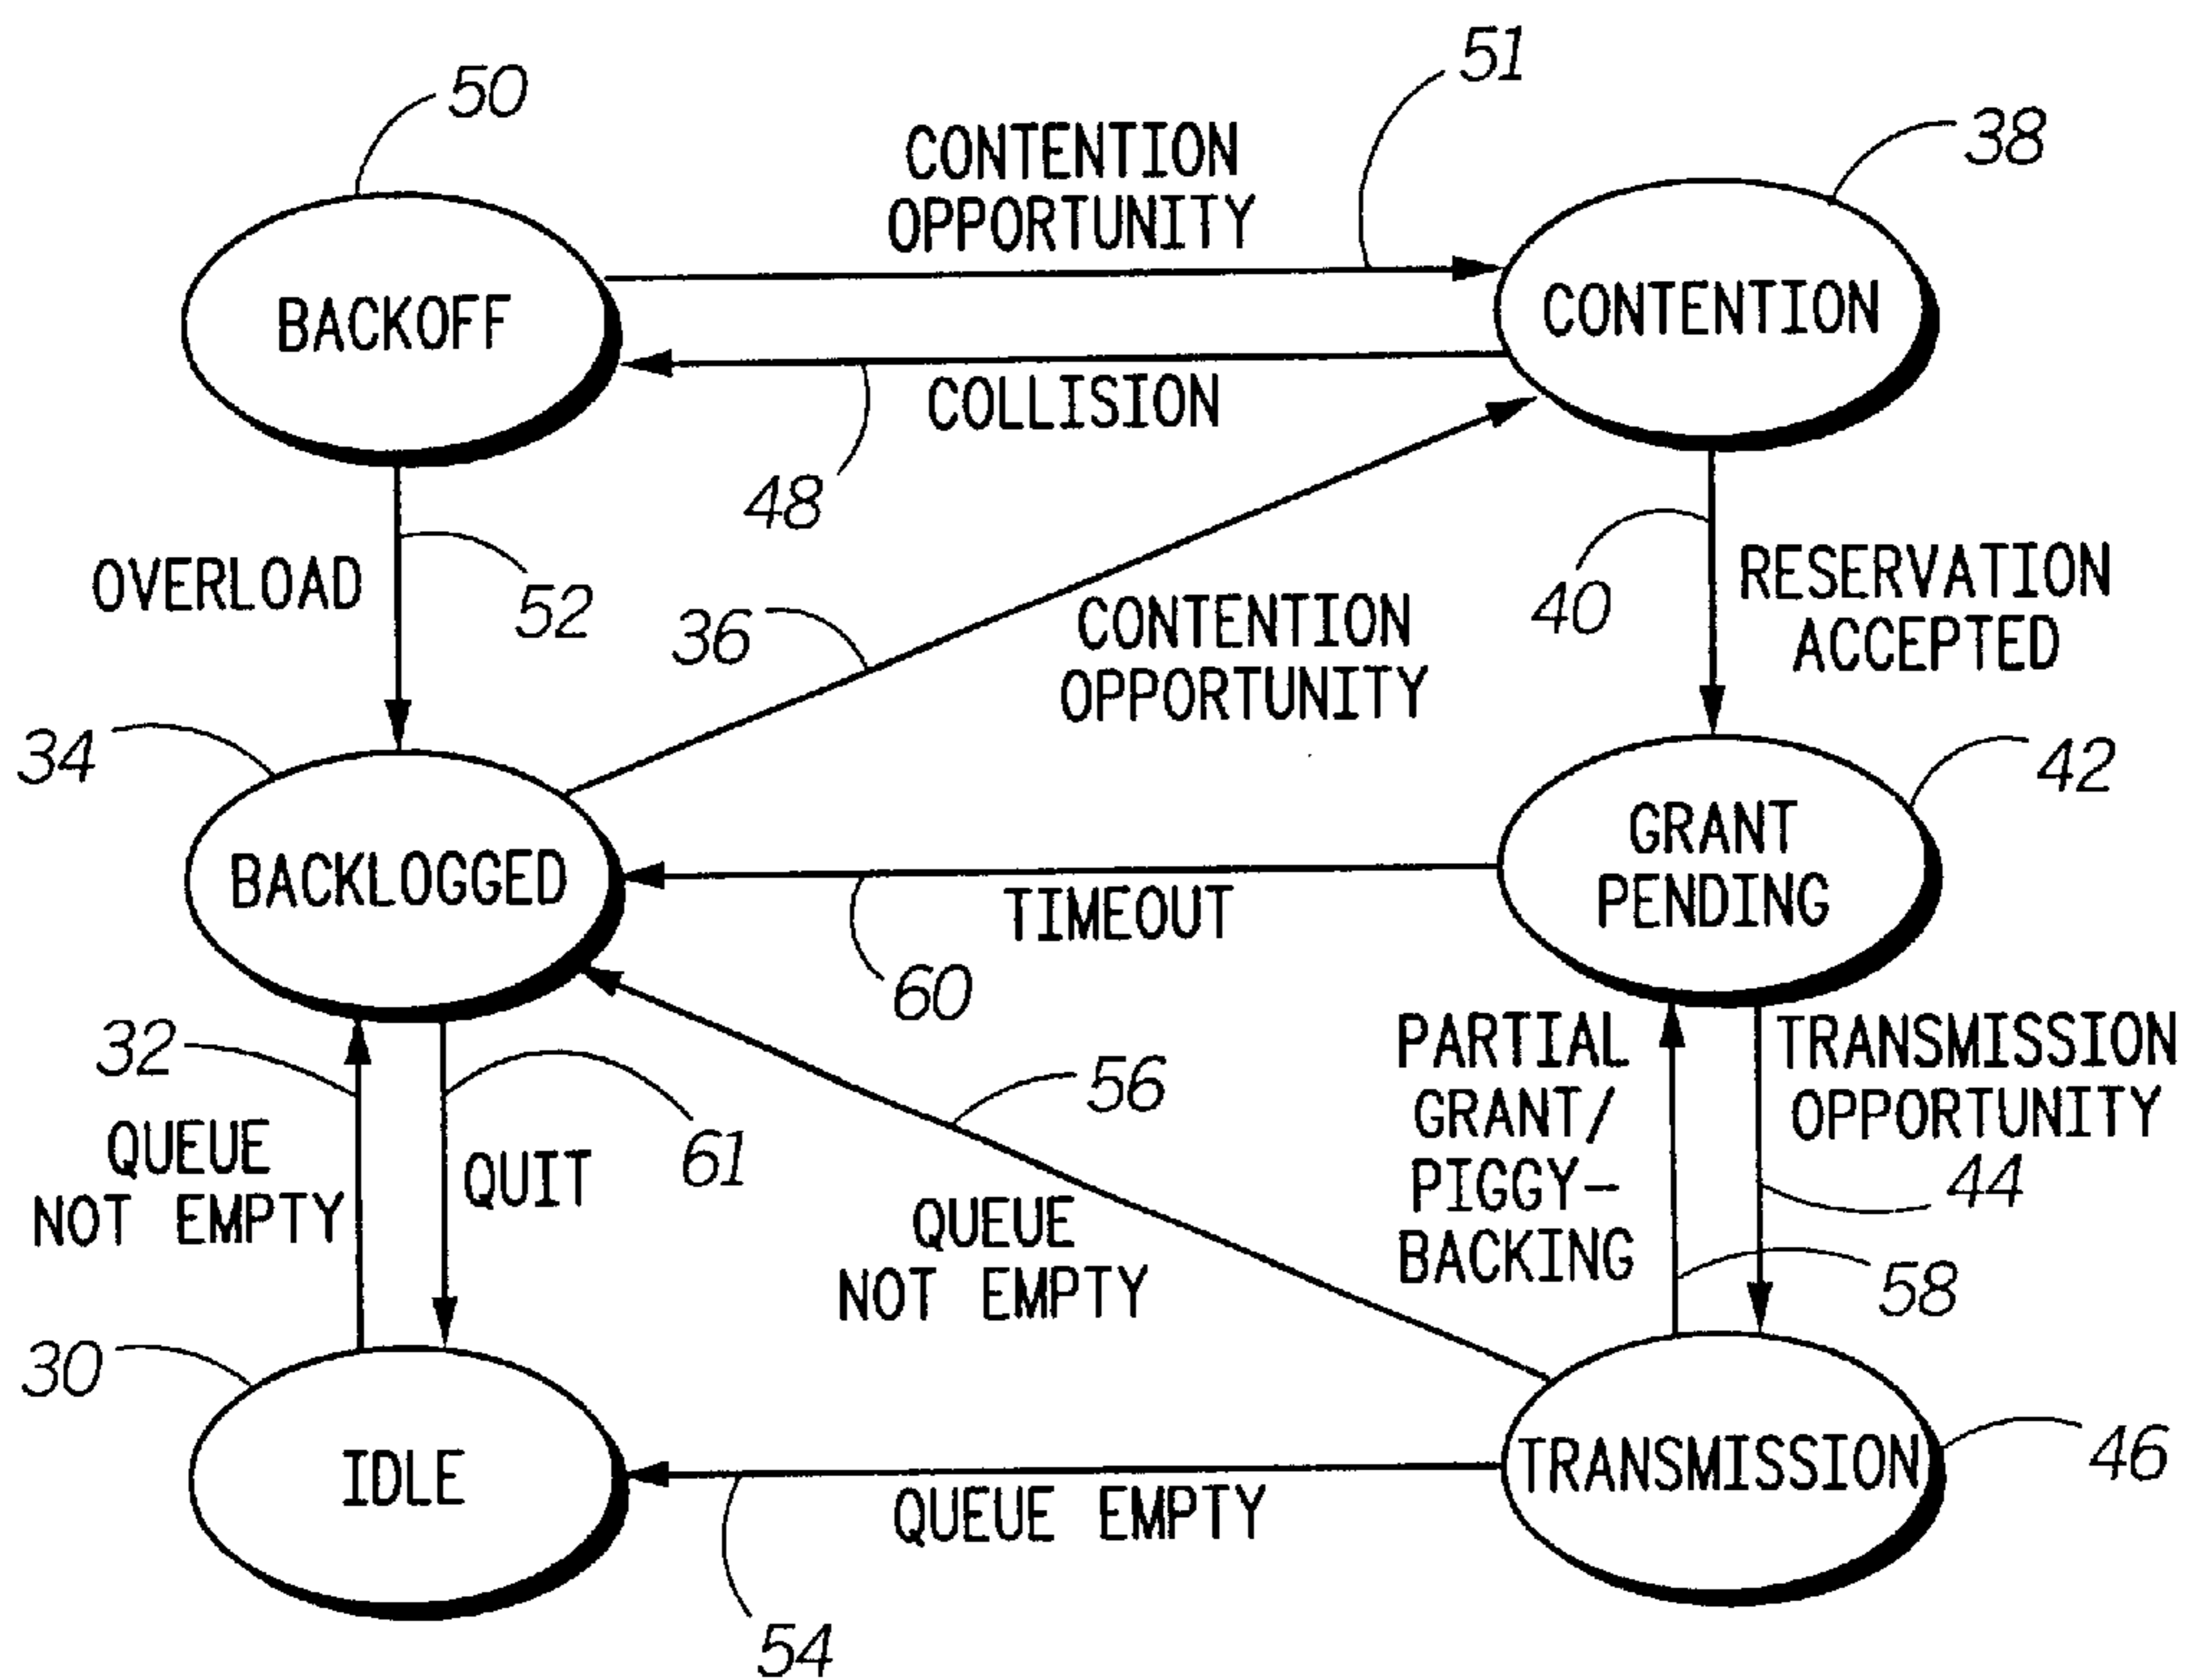 50
51
38
CONTENTION
OPPORTUNITY
BACKOFF
CONTENTION
COLLISION
48
OVERLOAD
52
36
CONTENTION
OPPORTUNITY
40
RESERVATION
ACCEPTED
34
42
BACKLOGGED
GRANT
PENDING
TIMEOUT
60
32
QUEUE
NOT EMPTY
QUIT
61
56
QUEUE
NOT EMPTY
PARTIAL
GRANT/
PIGGY-
BACKING
TRANSMISSION
OPPORTUNITY
44
58
30
IDLE
TRANSMISSION
46
QUEUE EMPTY
54